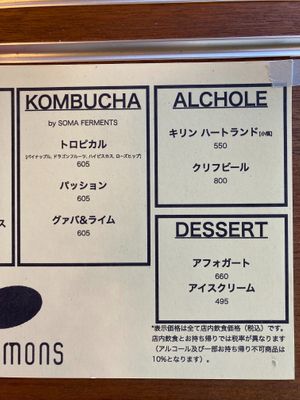 KOMBUCHA
by SOMA FERMENTS
トロピカル
[パイナップル、ドラゴンフルーツ、ハイビスカス、ローズヒップ]
605
パッション
605
グァバ&ライム
605
ス
mons
ALCHOLE
キリン ハートランド[小瓶]
550
クリフビール
800
DESSERT
アフォガート
660
アイスクリーム
495
*表示価格は全て店内飲食価格（税込）です。
店内飲食とお持ち帰りでは税率が異なります
（アルコール及び一部お持ち帰り不可商品は
10%となります）。